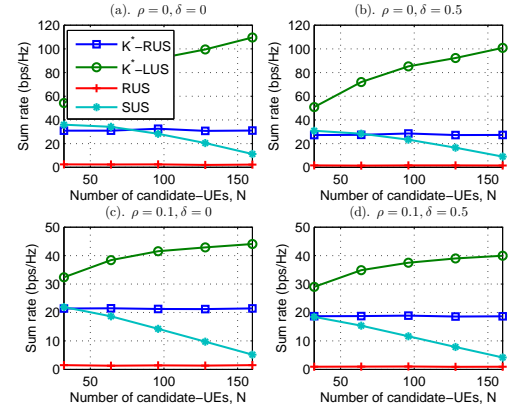 (a). ρ = 0, δ = 0
120
100
80
60
40
20
0
Sum rate (bps/Hz)
K*−RUS
K*−LUS
RUS
SUS
50 100 150
Number of candidate−UEs, N
(b). ρ = 0, δ = 0.5
120
100
80
60
40
20
0
Sum rate (bps/Hz)
50 100 150
Number of candidate−UEs, N
(c). ρ = 0.1, δ = 0
50
40
30
20
10
0
Sum rate (bps/Hz)
50 100 150
Number of candidate−UEs, N
(d). ρ = 0.1, δ = 0.5
50
40
30
20
10
0
Sum rate (bps/Hz)
50 100 150
Number of candidate−UEs, N